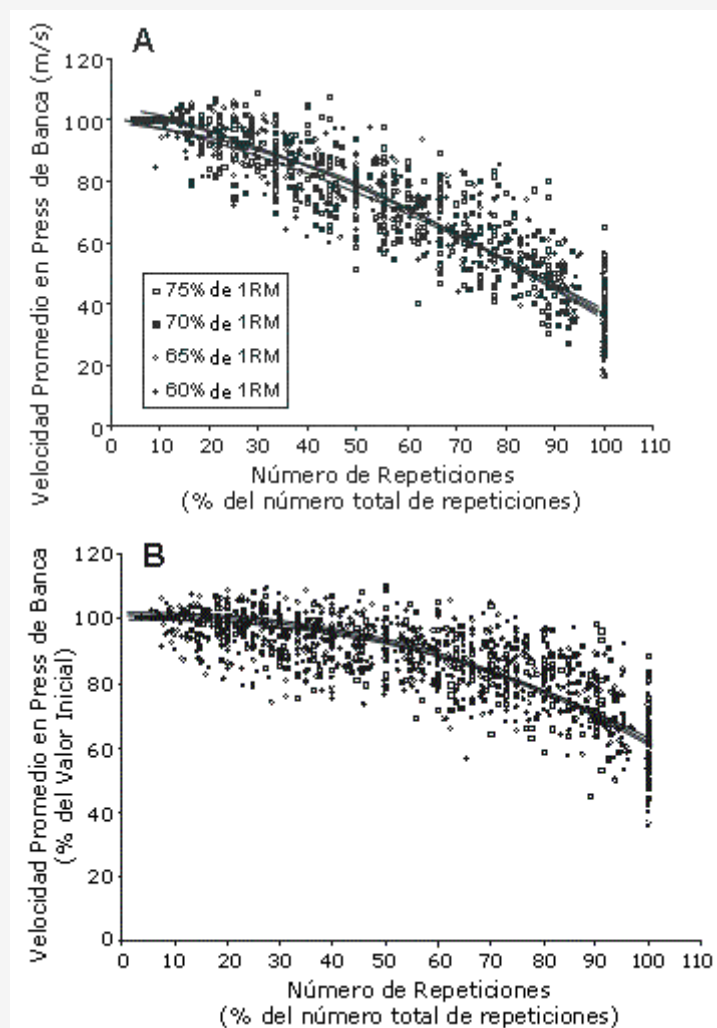 A
Velocidad Promedio en Press de Banca (m/s)
120
100
80
60
40
20
0
75% de 1RM
70% de 1RM
65% de 1RM
60% de 1RM
0 10 20 30 40 50 60 70 80 90 100 110
Número de Repeticiones
(% del número total de repeticiones)
B
Velocidad Promedio en Press de Banca
(% del Valor Inicial)
120
100
80
60
40
20
0
0 10 20 30 40 50 60 70 80 90 100 110
Número de Repeticiones
(% del número total de repeticiones)